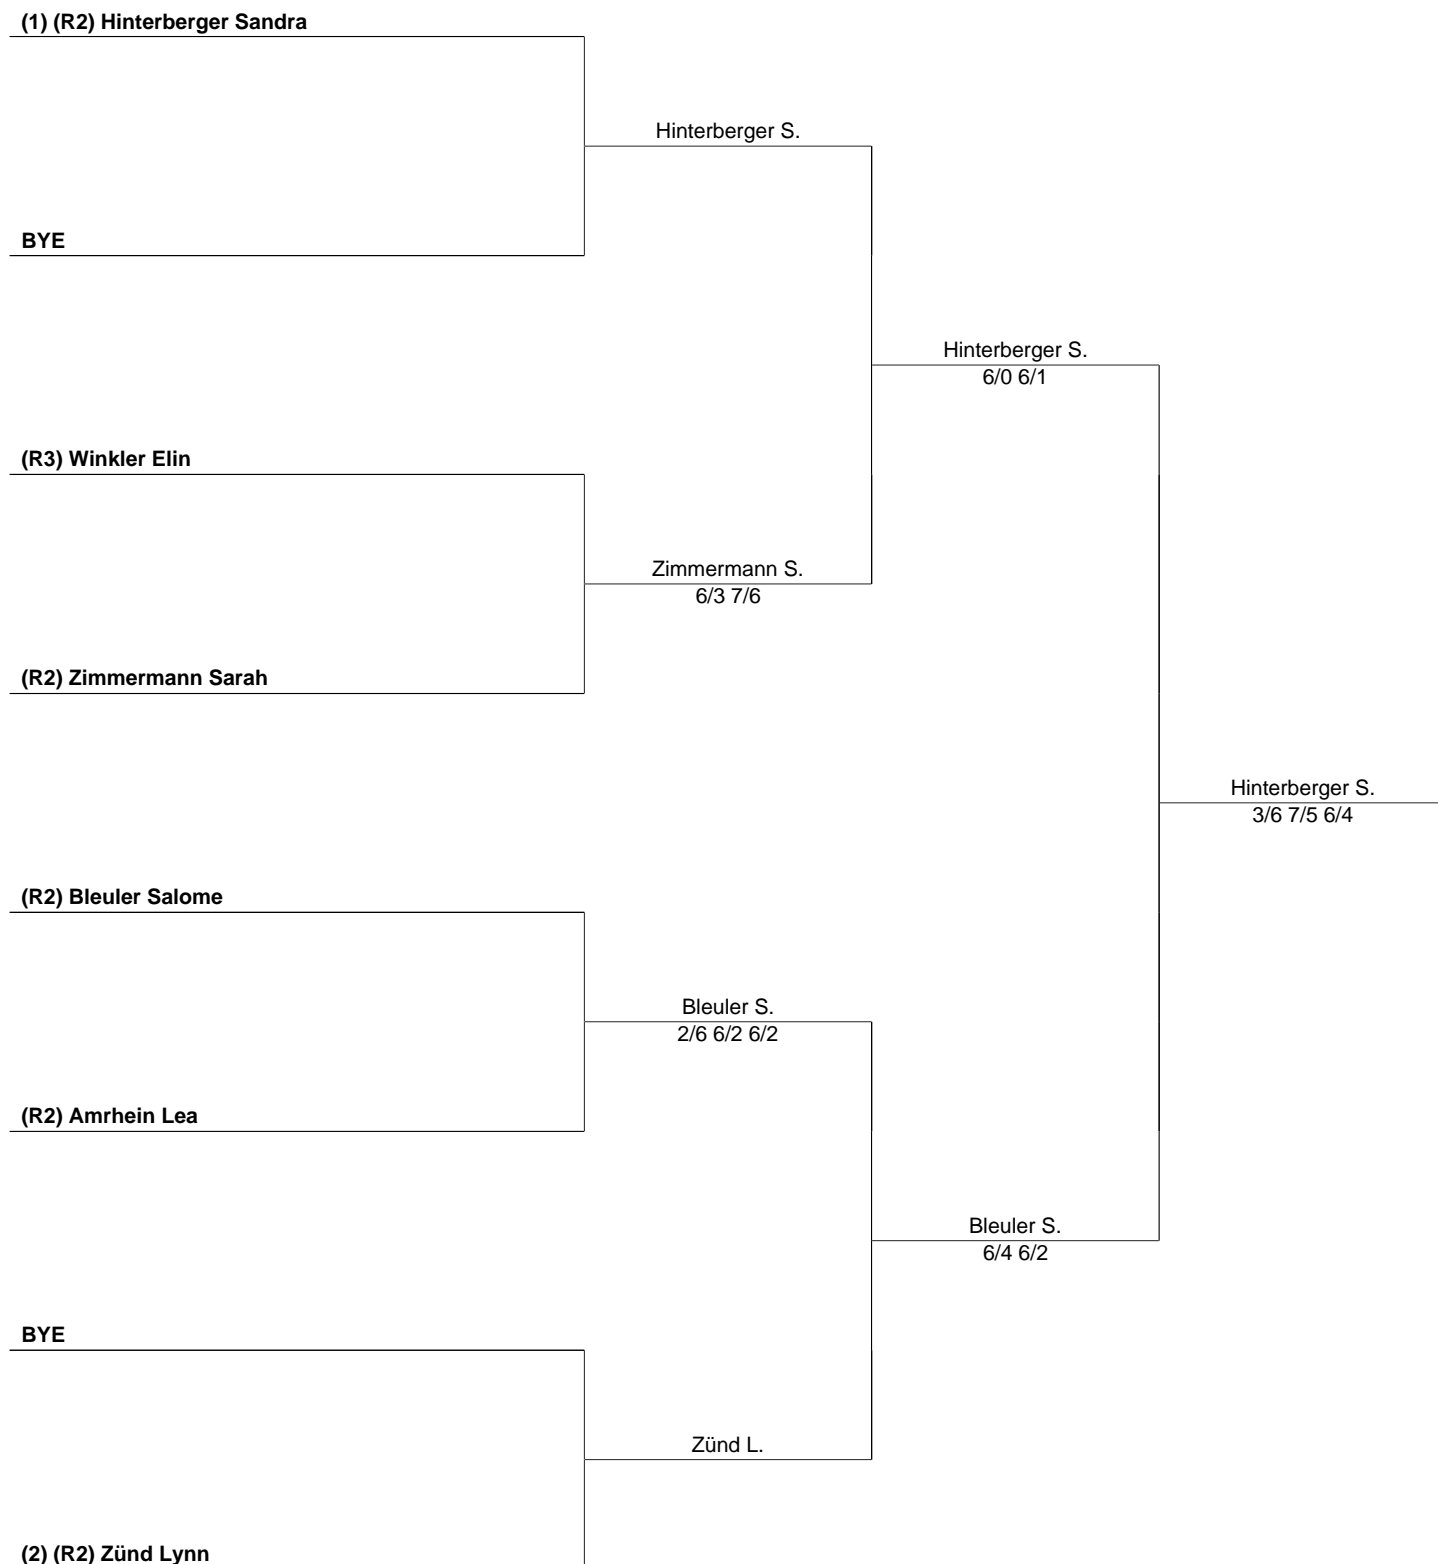 (1) (R2) Hinterberger Sandra
Hinterberger S.
BYE
Hinterberger S.
6/0 6/1
(R3) Winkler Elin
Zimmermann S.
6/3 7/6
(R2) Zimmermann Sarah
Hinterberger S.
3/6 7/5 6/4
(R2) Bleuler Salome
Bleuler S.
2/6 6/2 6/2
(R2) Amrhein Lea
Bleuler S.
6/4 6/2
BYE
Zünd L.
(2) (R2) Zünd Lynn